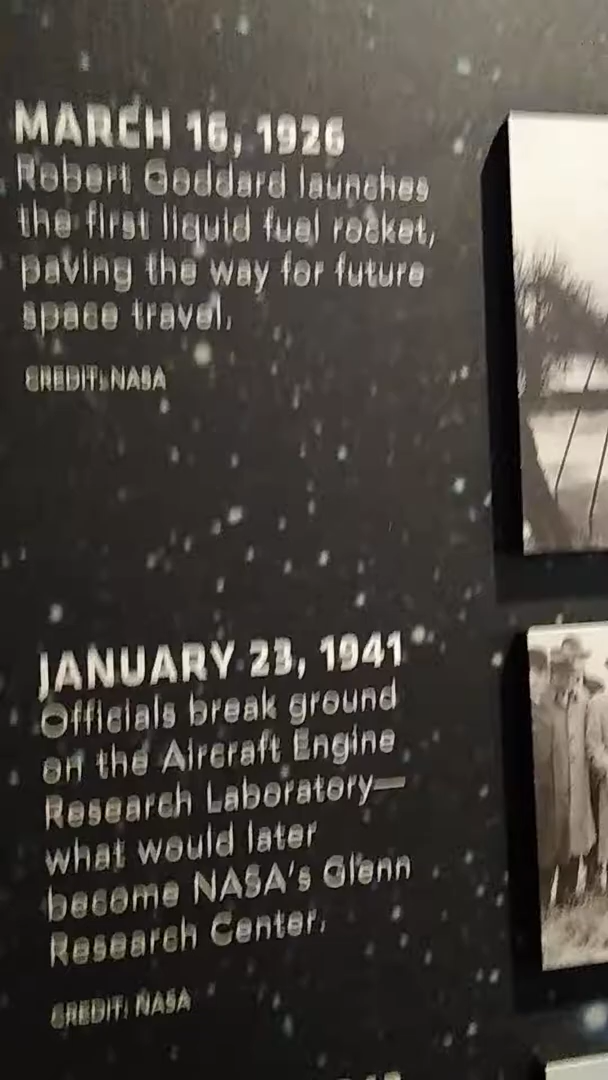 MARCH 16, 1926
Robert Goddard launches
the first liquid fuel rocket,
paving the way for future
space travel.
CREDIT: NASA
JANUARY 23, 1941
Officials break ground
on the Aircraft Engine
Research Laboratory—
what would later
become NASA's Glenn
Research Center.
CREDIT: NASA